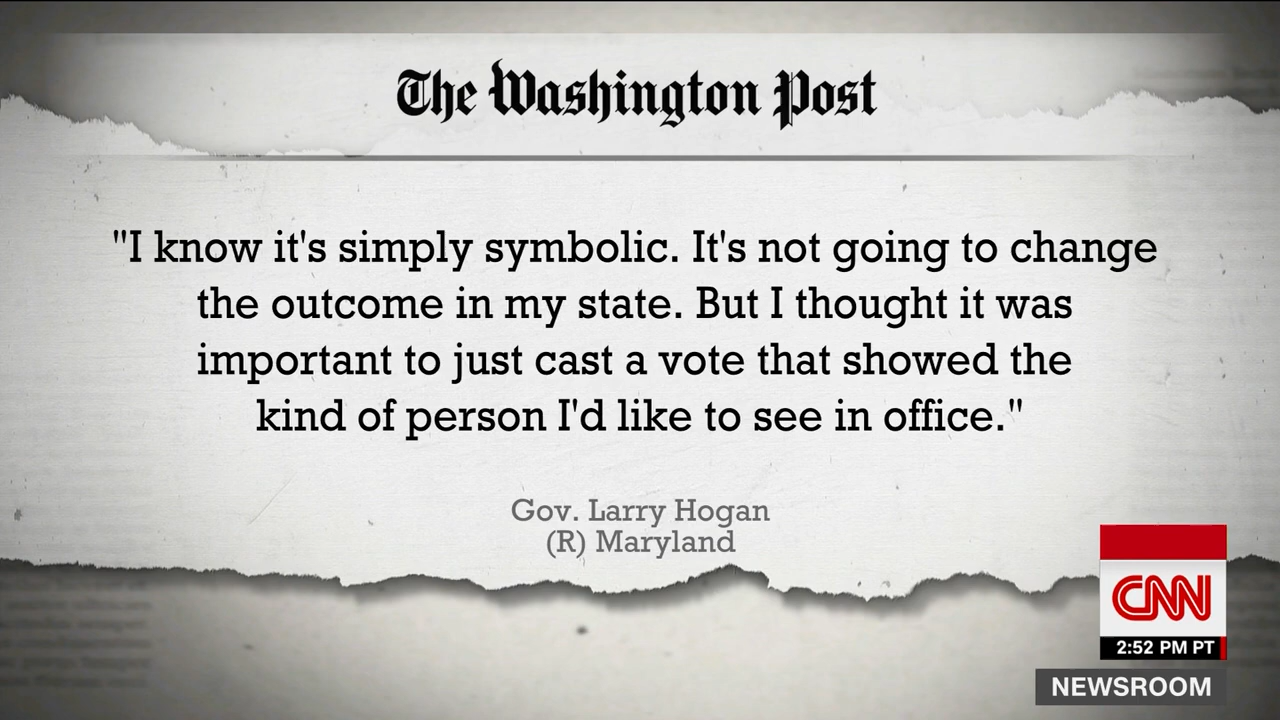 The Washington Post
"I know it's simply symbolic. It's not going to change
the outcome in my state. But I thought it was
important to just cast a vote that showed the
kind of person I'd like to see in office."
Gov. Larry Hogan
(R) Maryland
CNN
2:52 PM PT
NEWSROOM